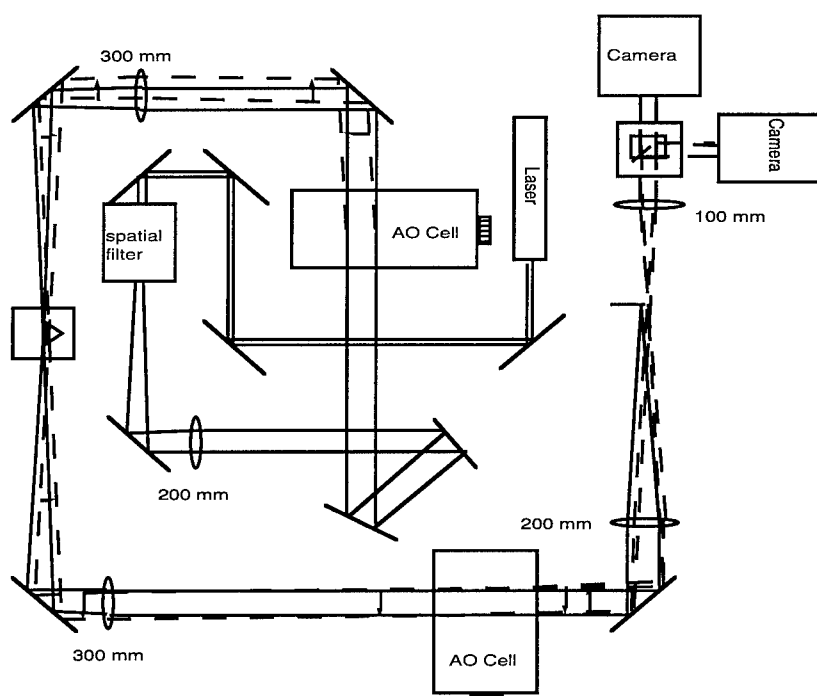 300 mm
Camera
Camera
Laser
100 mm
AO Cell
spatial
filter
200 mm
200 mm
300 mm
AO Cell